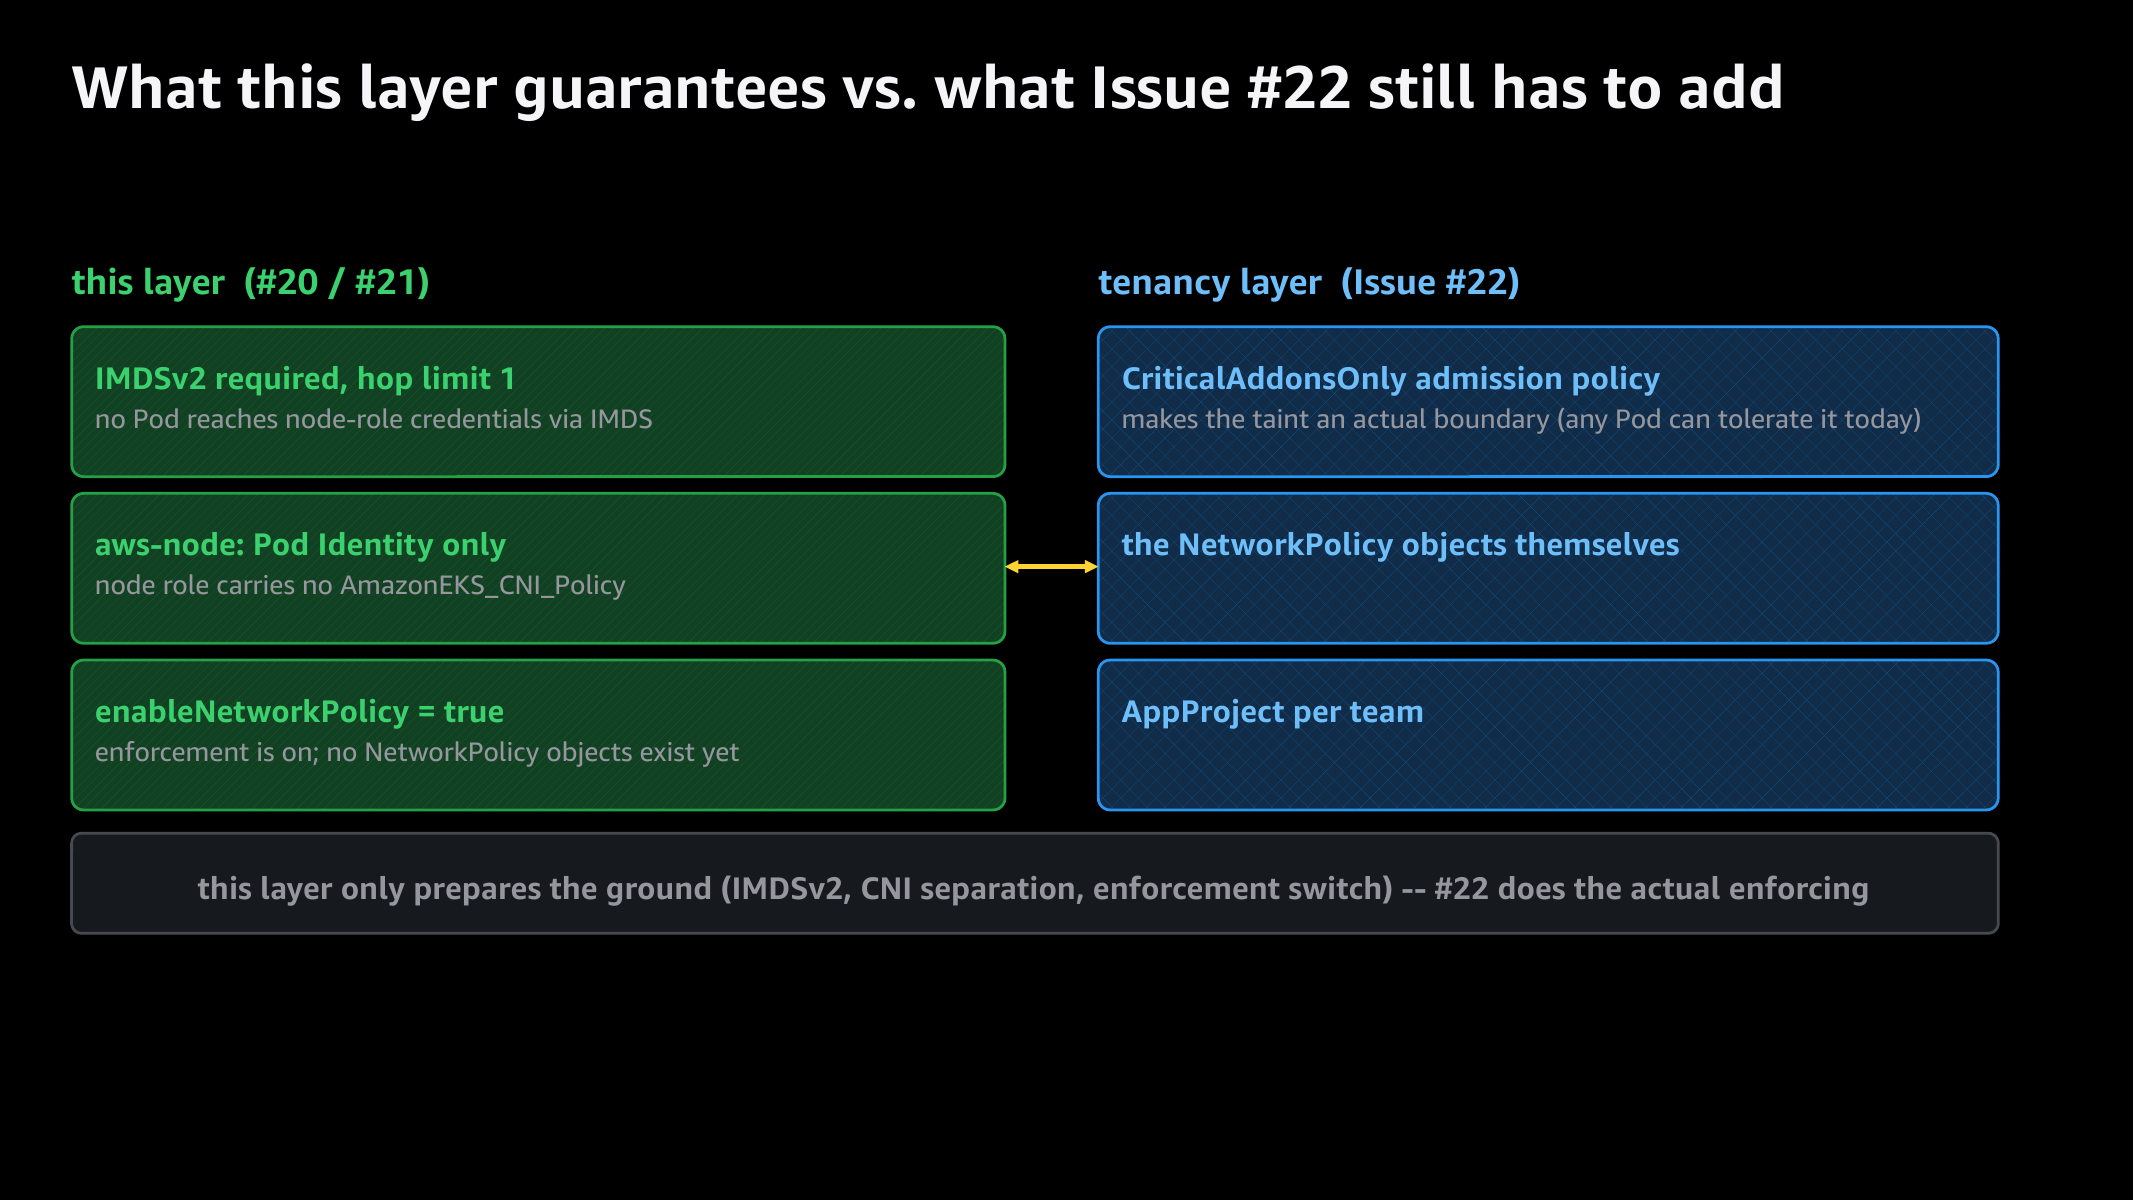 What this layer guarantees vs. what Issue #22 still has to add
this layer (#20 / #21)
IMDSv2 required, hop limit 1
no Pod reaches node-role credentials via IMDS
aws-node: Pod Identity only
node role carries no AmazonEKS_CNI_Policy
enableNetworkPolicy = true
enforcement is on; no NetworkPolicy objects exist yet
tenancy layer (Issue #22)
CriticalAddonsOnly admission policy
makes the taint an actual boundary (any Pod can tolerate it today)
the NetworkPolicy objects themselves
AppProject per team
this layer only prepares the ground (IMDSv2, CNI separation, enforcement switch) -- #22 does the actual enforcing